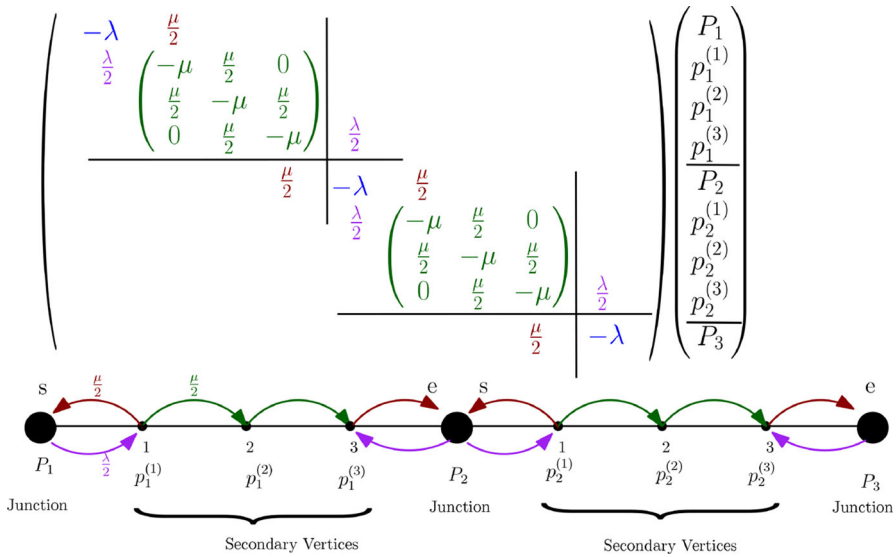 −λ μ/2 P₁
λ/2 −μ μ/2 0 p₁⁽¹⁾
μ/2 −μ μ/2 p₁⁽²⁾
0 μ/2 −μ λ/2 p₁⁽³⁾
μ/2 −λ μ/2 P₂
λ/2 −μ μ/2 0 p₂⁽¹⁾
μ/2 −μ μ/2 p₂⁽²⁾
0 μ/2 −μ λ/2 p₂⁽³⁾
μ/2 −λ P₃
s μ/2 μ/2 e s e
1 2 3 1 2 3
P₁ λ/2 p₁⁽¹⁾ p₁⁽²⁾ p₁⁽³⁾ P₂ p₂⁽¹⁾ p₂⁽²⁾ p₂⁽³⁾ P₃
Junction Junction Junction
Secondary Vertices Secondary Vertices